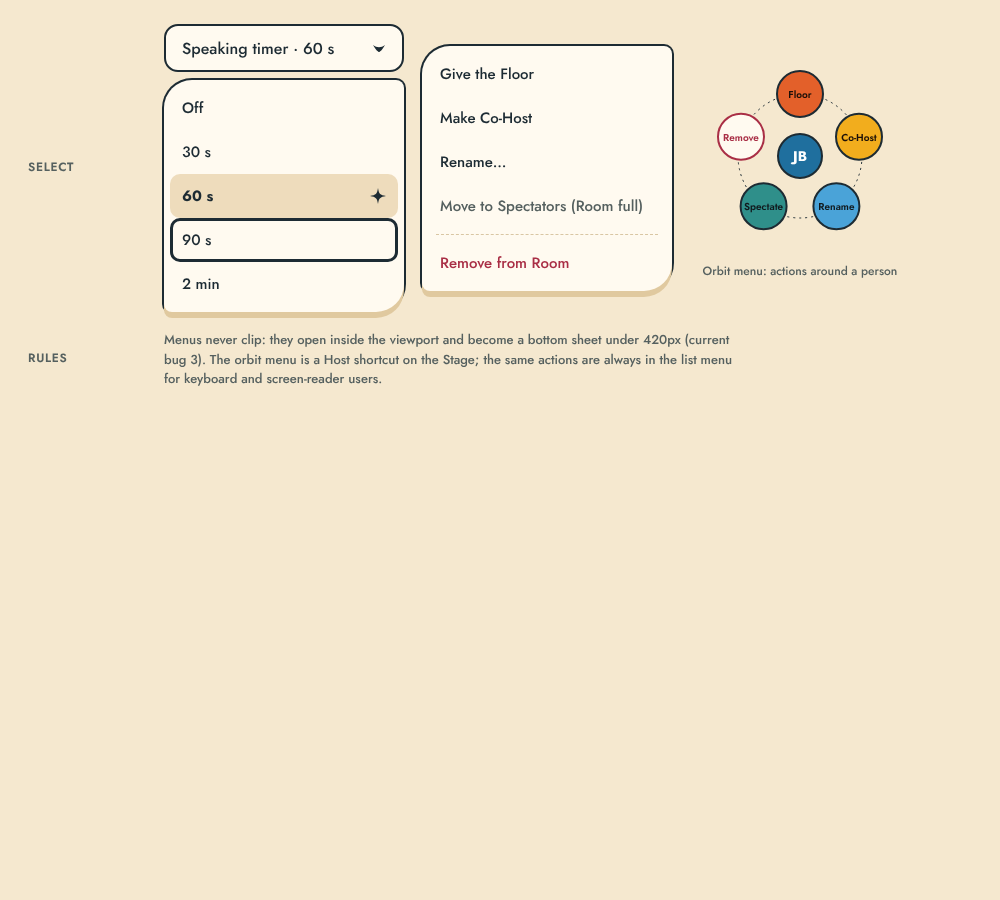 SELECT
Speaking timer · 60 s
Off
30 s
60 s
90 s
2 min
Give the Floor
Make Co-Host
Rename...
Move to Spectators (Room full)
Remove from Room
Floor
Remove
Co-Host
JB
Spectate
Rename
Orbit menu: actions around a person
RULES
Menus never clip: they open inside the viewport and become a bottom sheet under 420px (current
bug 3). The orbit menu is a Host shortcut on the Stage; the same actions are always in the list menu
for keyboard and screen-reader users.